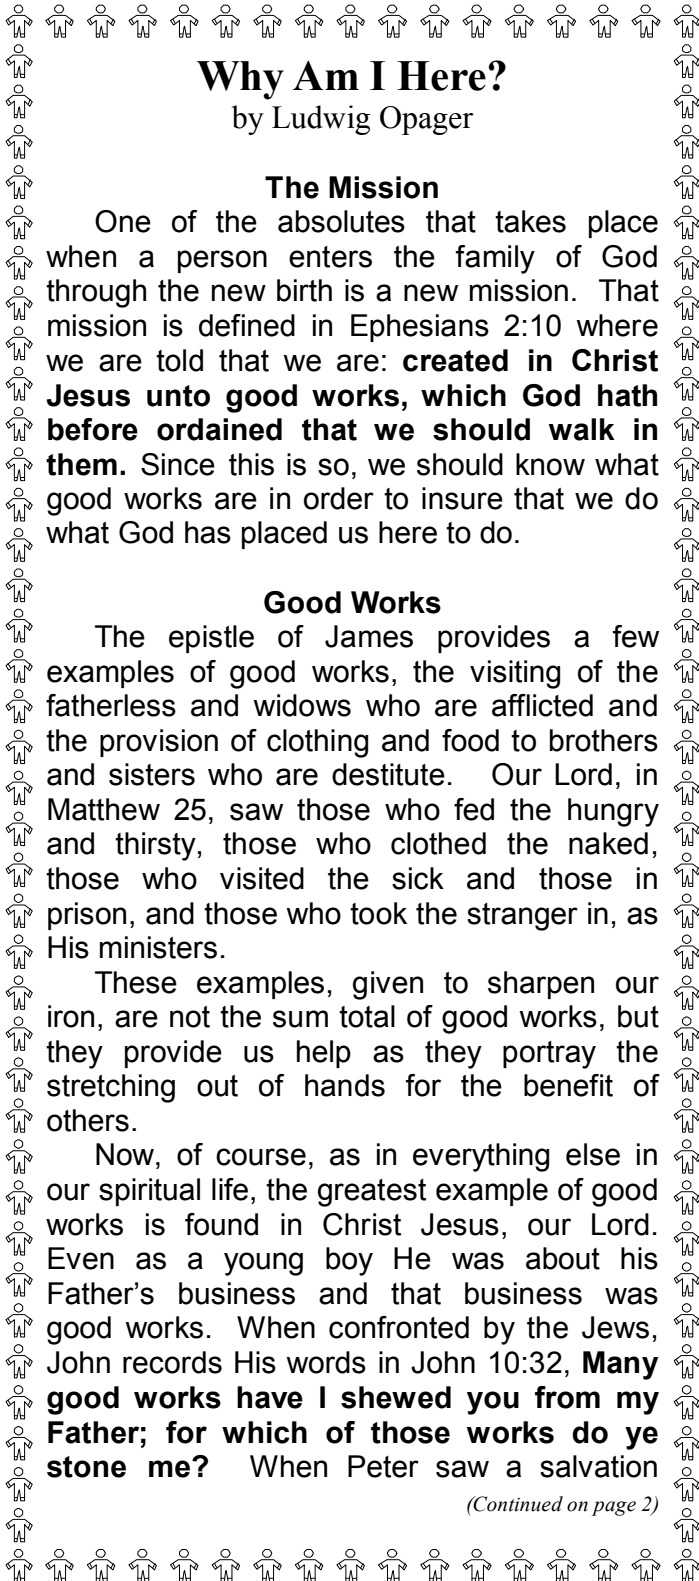 Why Am I Here?
by Ludwig Opager
The Mission
One of the absolutes that takes place
when a person enters the family of God
through the new birth is a new mission. That
mission is defined in Ephesians 2:10 where
we are told that we are: created in Christ
Jesus unto good works, which God hath
before ordained that we should walk in
them. Since this is so, we should know what
good works are in order to insure that we do
what God has placed us here to do.
Good Works
The epistle of James provides a few
examples of good works, the visiting of the
fatherless and widows who are afflicted and
the provision of clothing and food to brothers
and sisters who are destitute. Our Lord, in
Matthew 25, saw those who fed the hungry
and thirsty, those who clothed the naked,
those who visited the sick and those in
prison, and those who took the stranger in, as
His ministers.
These examples, given to sharpen our
iron, are not the sum total of good works, but
they provide us help as they portray the
stretching out of hands for the benefit of
others.
Now, of course, as in everything else in
our spiritual life, the greatest example of good
works is found in Christ Jesus, our Lord.
Even as a young boy He was about his
Father's business and that business was
good works. When confronted by the Jews,
John records His words in John 10:32, Many
good works have I shewed you from my
Father; for which of those works do ye
stone me? When Peter saw a salvation
(Continued on page 2)